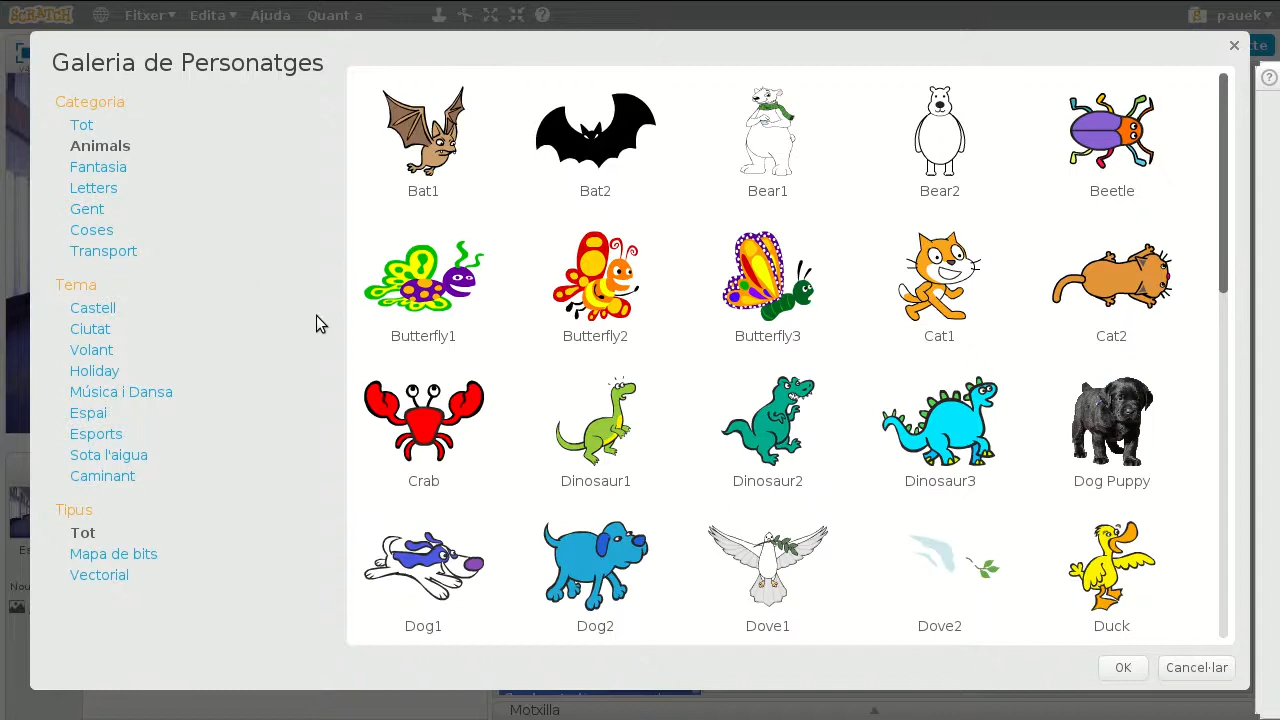 SCRATCH Fitxer▾ Edita▾ Ajuda Quant a pauek▾
Galeria de Personatges
Categoria
Tot
Animals
Fantasia
Letters
Gent
Coses
Transport
Tema
Castell
Ciutat
Volant
Holiday
Música i Dansa
Espai
Esports
Sota l'aigua
Caminant
Tipus
Tot
Mapa de bits
Vectorial
Bat1 Bat2 Bear1 Bear2 Beetle
Butterfly1 Butterfly2 Butterfly3 Cat1 Cat2
Crab Dinosaur1 Dinosaur2 Dinosaur3 Dog Puppy
Dog1 Dog2 Dove1 Dove2 Duck
OK Cancel·lar
Motxilla